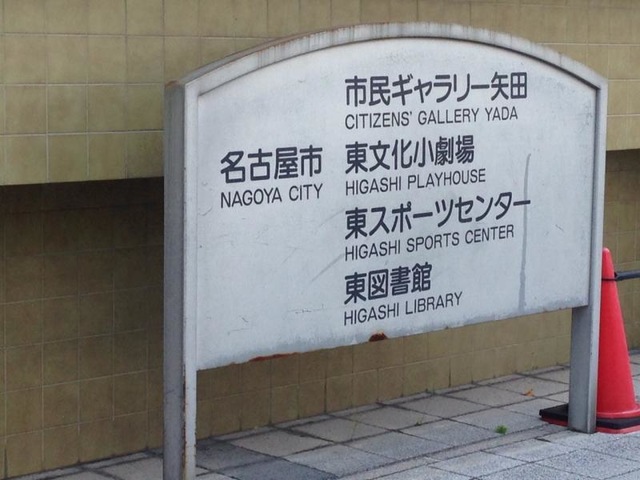 名古屋市
NAGOYA CITY
市民ギャラリー矢田
CITIZENS' GALLERY YADA
東文化小劇場
HIGASHI PLAYHOUSE
東スポーツセンター
HIGASHI SPORTS CENTER
東図書館
HIGASHI LIBRARY